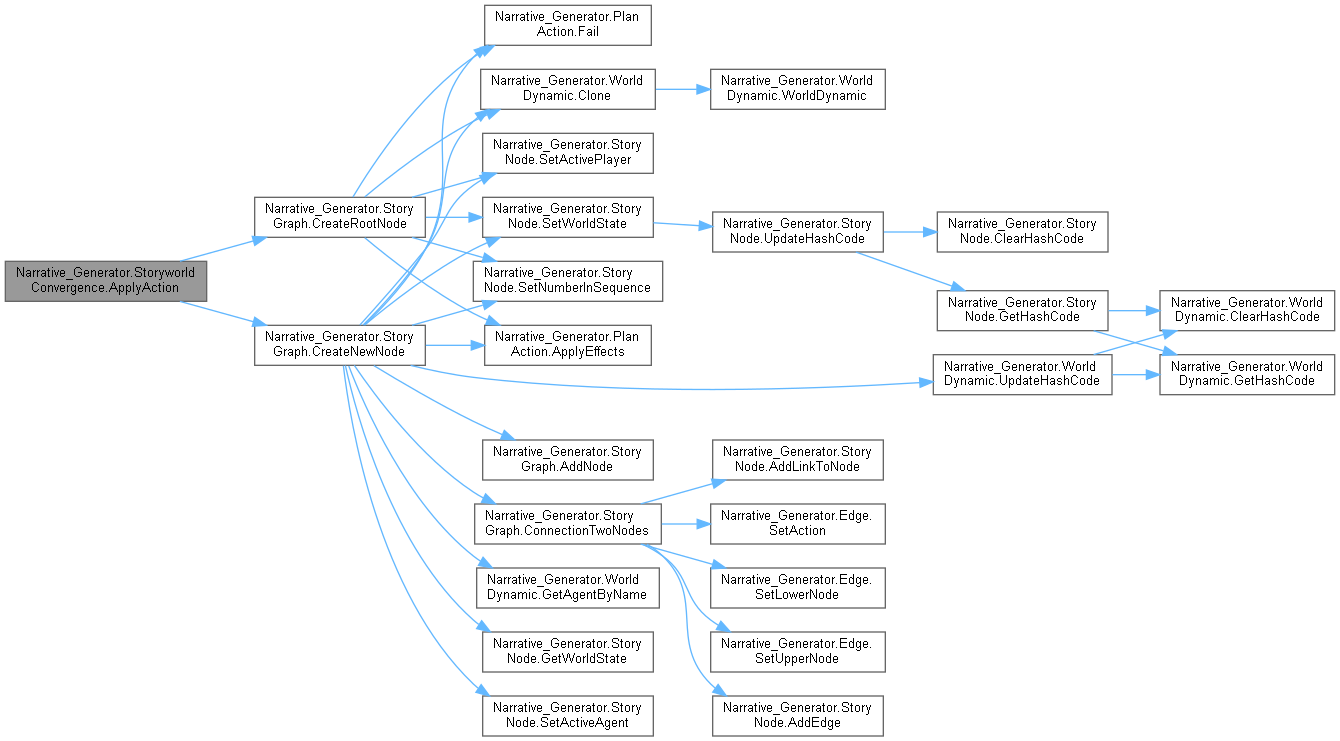 Narrative_Generator.Storyworld
Convergence.ApplyAction
Narrative_Generator.Story
Graph.CreateRootNode
Narrative_Generator.Story
Graph.CreateNewNode
Narrative_Generator.Plan
Action.Fail
Narrative_Generator.World
Dynamic.Clone
Narrative_Generator.Story
Node.SetActivePlayer
Narrative_Generator.Story
Node.SetWorldState
Narrative_Generator.Story
Node.SetNumberInSequence
Narrative_Generator.Plan
Action.ApplyEffects
Narrative_Generator.Story
Graph.AddNode
Narrative_Generator.Story
Graph.ConnectionTwoNodes
Narrative_Generator.World
Dynamic.GetAgentByName
Narrative_Generator.Story
Node.GetWorldState
Narrative_Generator.Story
Node.SetActiveAgent
Narrative_Generator.World
Dynamic.WorldDynamic
Narrative_Generator.Story
Node.UpdateHashCode
Narrative_Generator.Story
Node.AddLinkToNode
Narrative_Generator.Edge.
SetAction
Narrative_Generator.Edge.
SetLowerNode
Narrative_Generator.Edge.
SetUpperNode
Narrative_Generator.Story
Node.AddEdge
Narrative_Generator.Story
Node.ClearHashCode
Narrative_Generator.Story
Node.GetHashCode
Narrative_Generator.World
Dynamic.UpdateHashCode
Narrative_Generator.World
Dynamic.ClearHashCode
Narrative_Generator.World
Dynamic.GetHashCode